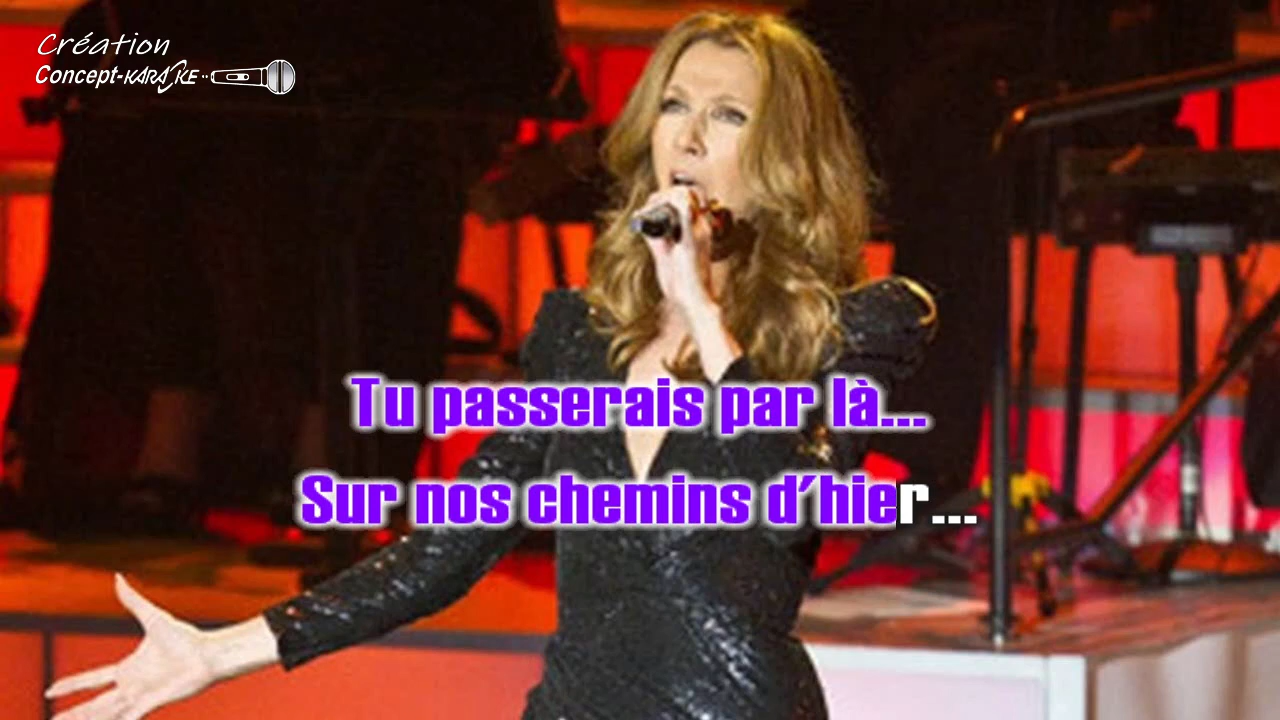 Création
Concept-KARAOKE
Tu passerais par là...
Sur nos chemins d'hier...